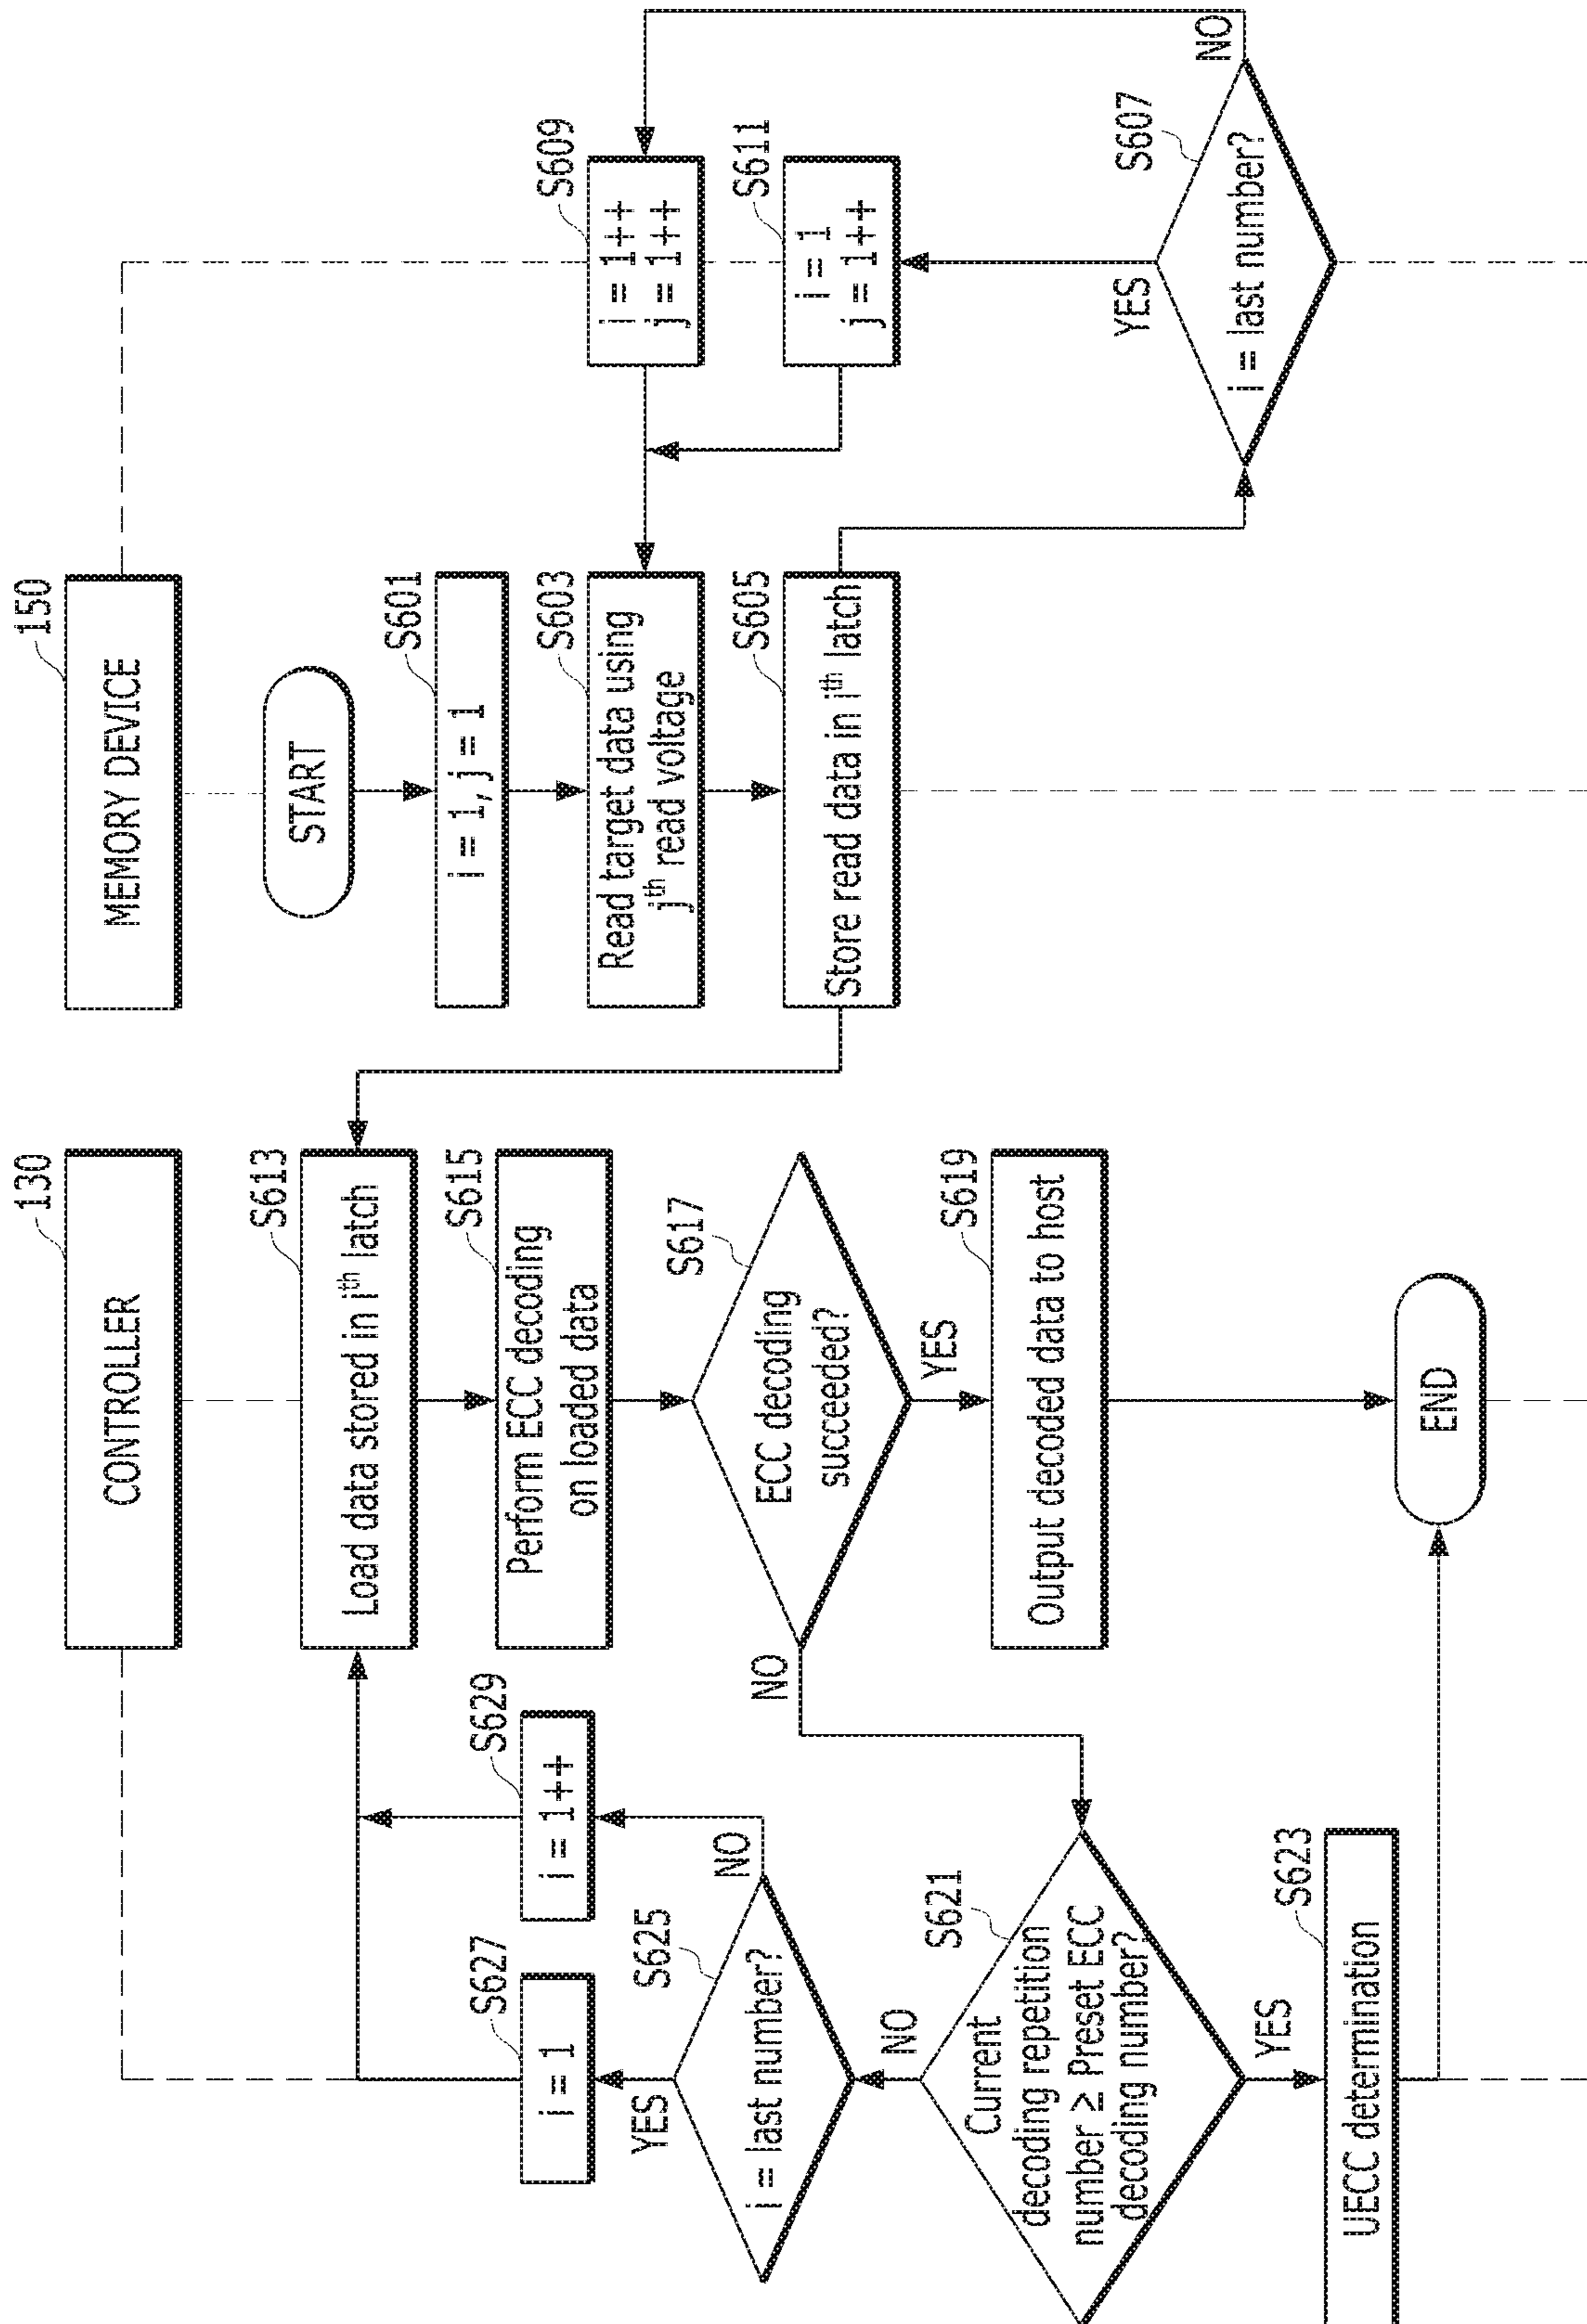 130
CONTROLLER
150
MEMORY DEVICE
START
S601
i = 1, j = 1
S603
Read target data using
jth read voltage
S605
Store read data in ith latch
S609
i = 1++
j = 1++
S611
i = 1
j = 1++
S607
i = last number?
YES
NO
S613
Load data stored in ith latch
S615
Perform ECC decoding
on loaded data
S617
ECC decoding
succeeded?
YES
NO
S619
Output decoded data to host
END
S621
Current
decoding repetition
number ≥ Preset ECC
decoding number?
NO
YES
S623
UECC determination
S625
i = last number?
YES
NO
S627
i = 1
S629
i = 1++